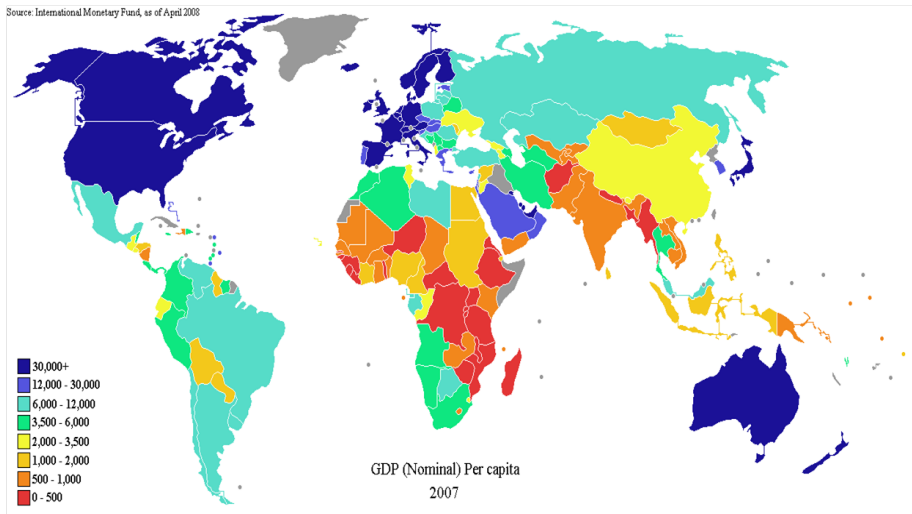 Source: International Monetary Fund, as of April 2008
30,000+
12,000 - 30,000
6,000 - 12,000
3,500 - 6,000
2,000 - 3,500
1,000 - 2,000
500 - 1,000
0 - 500
GDP (Nominal) Per capita
2007